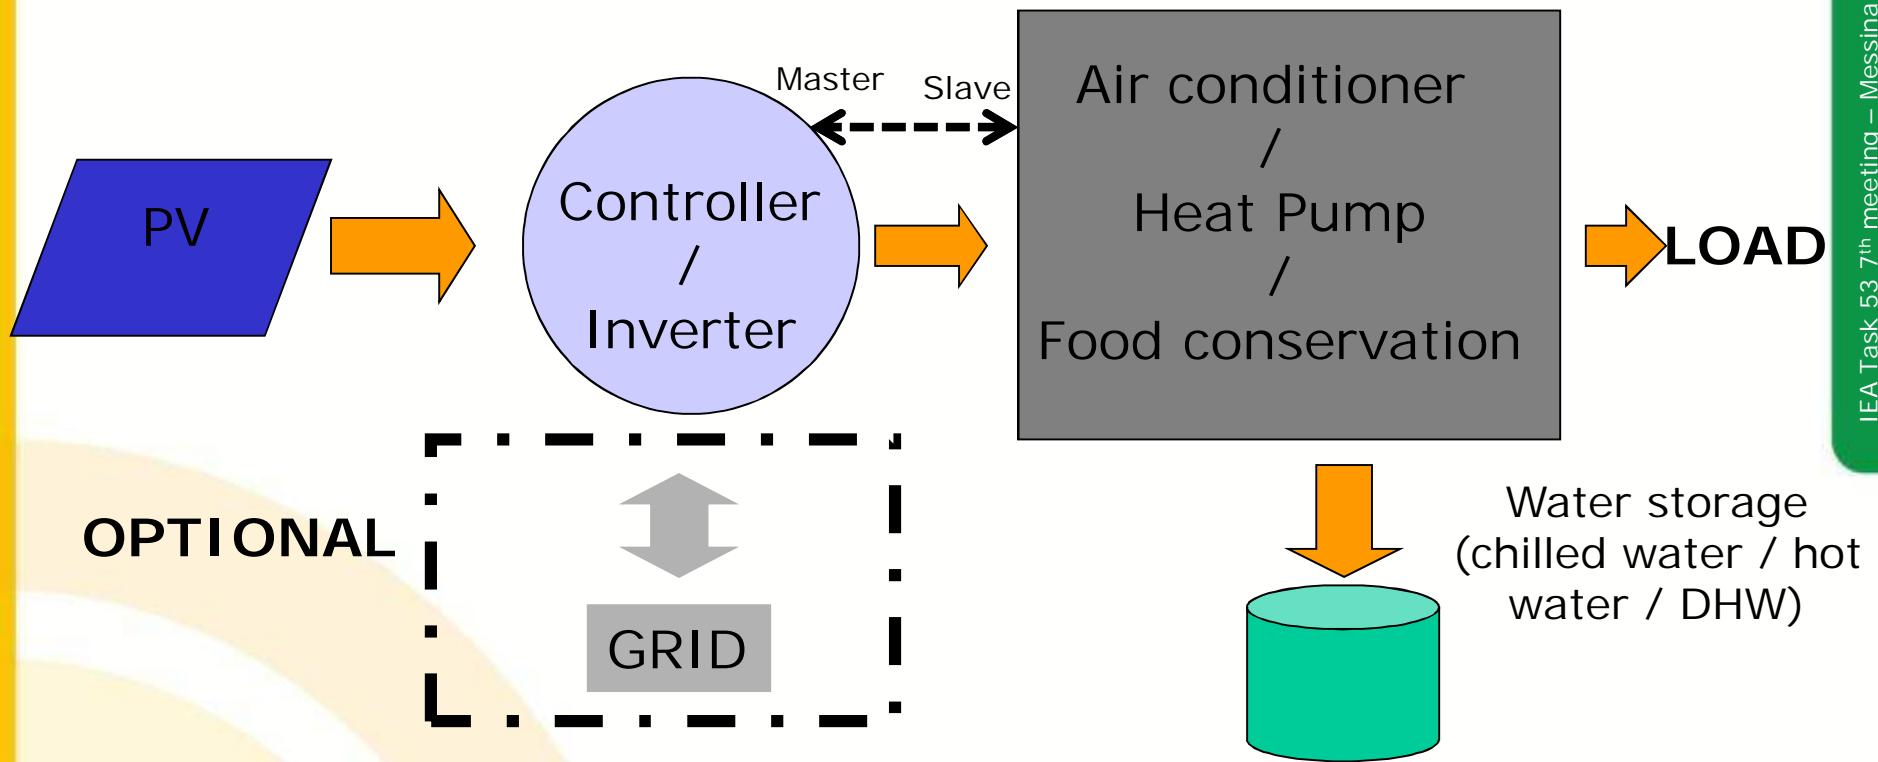 Master
Slave
PV
Controller
/
Inverter
Air conditioner
/
Heat Pump
/
Food conservation
LOAD
OPTIONAL
GRID
Water storage
(chilled water / hot
water / DHW)
IEA Task 53 7th meeting – Messina